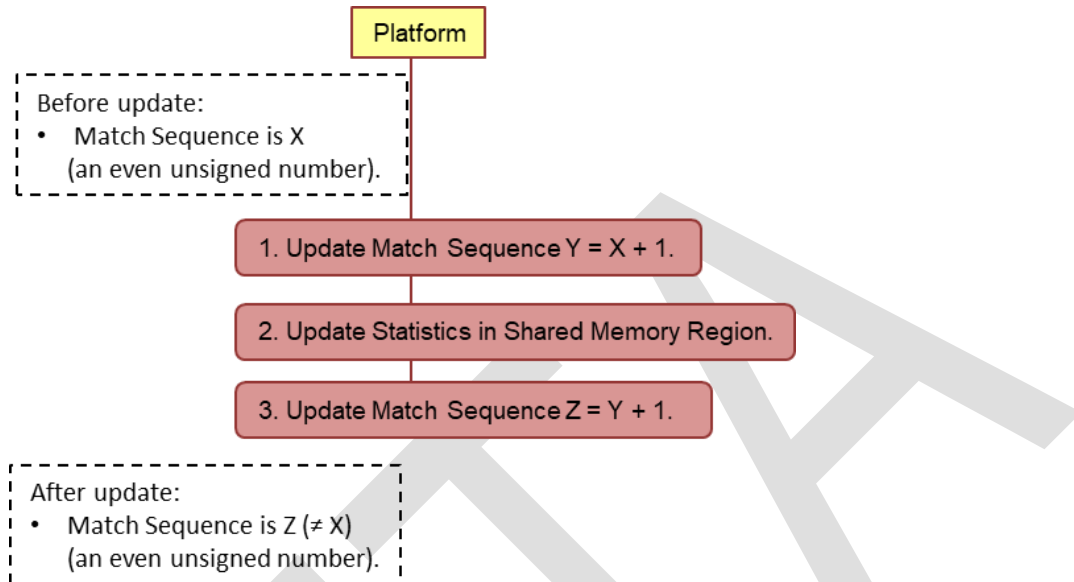 Platform
Before update:
• Match Sequence is X
(an even unsigned number).
1. Update Match Sequence Y = X + 1.
2. Update Statistics in Shared Memory Region.
3. Update Match Sequence Z = Y + 1.
After update:
• Match Sequence is Z (≠ X)
(an even unsigned number).